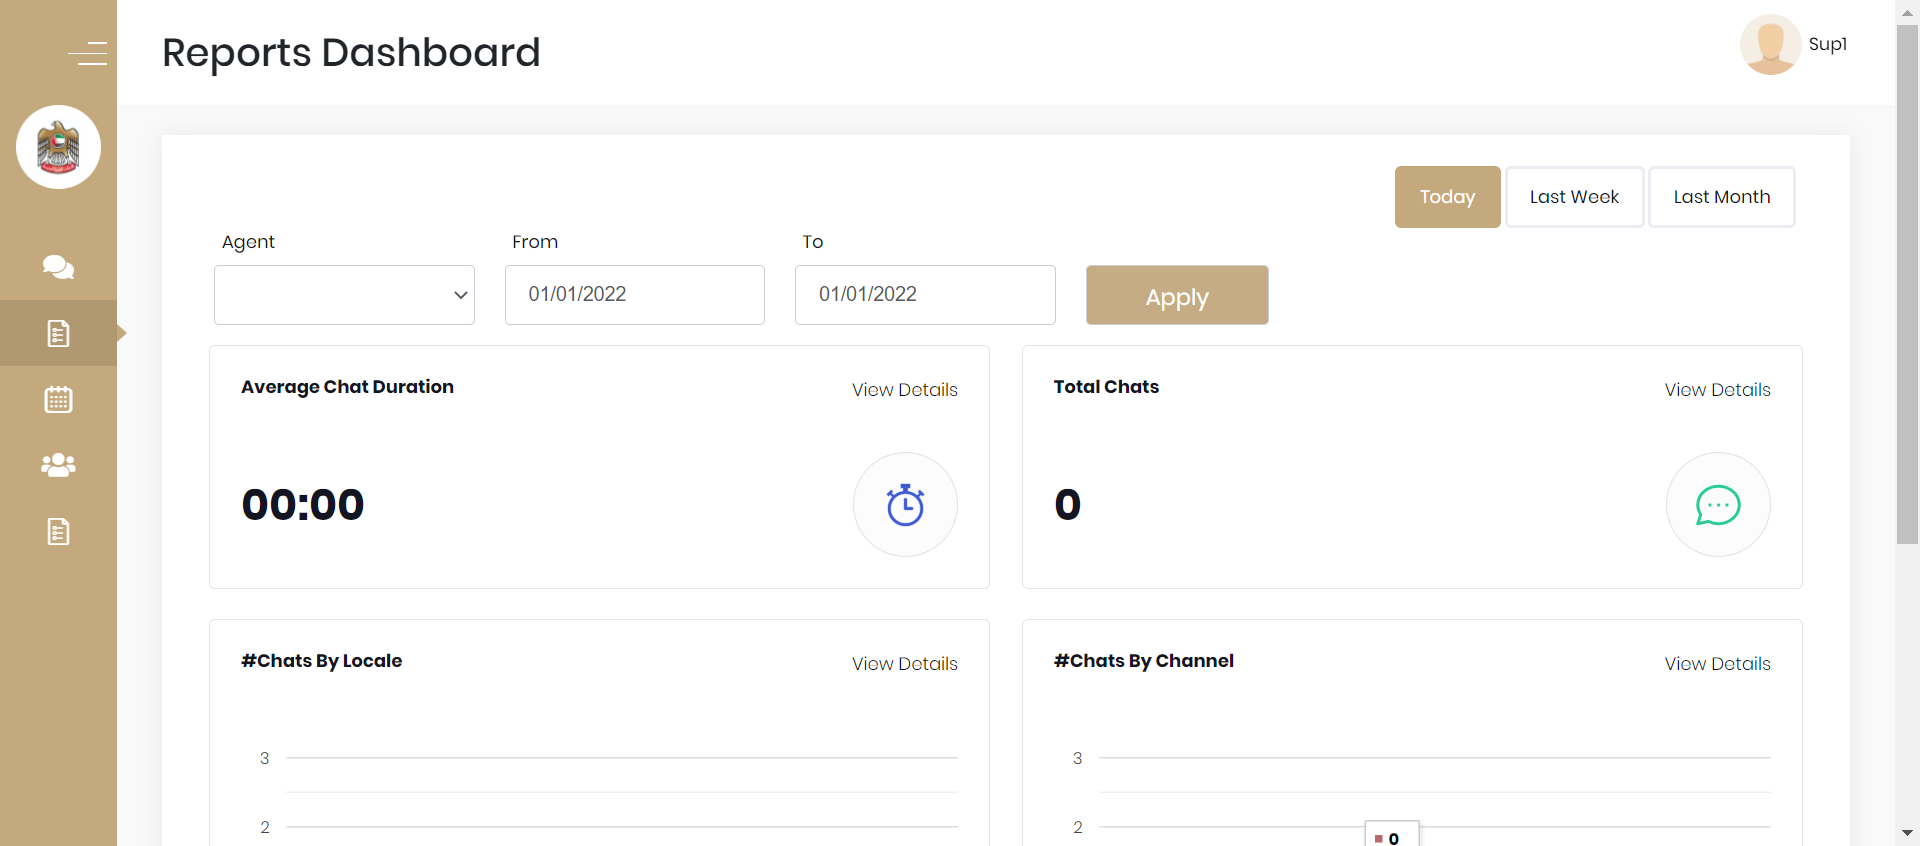 Reports Dashboard
Sup1
Today
Last Week
Last Month
Agent
From
To
01/01/2022
01/01/2022
Apply
Average Chat Duration
View Details
00:00
Total Chats
View Details
0
#Chats By Locale
View Details
3
2
#Chats By Channel
View Details
3
2
0